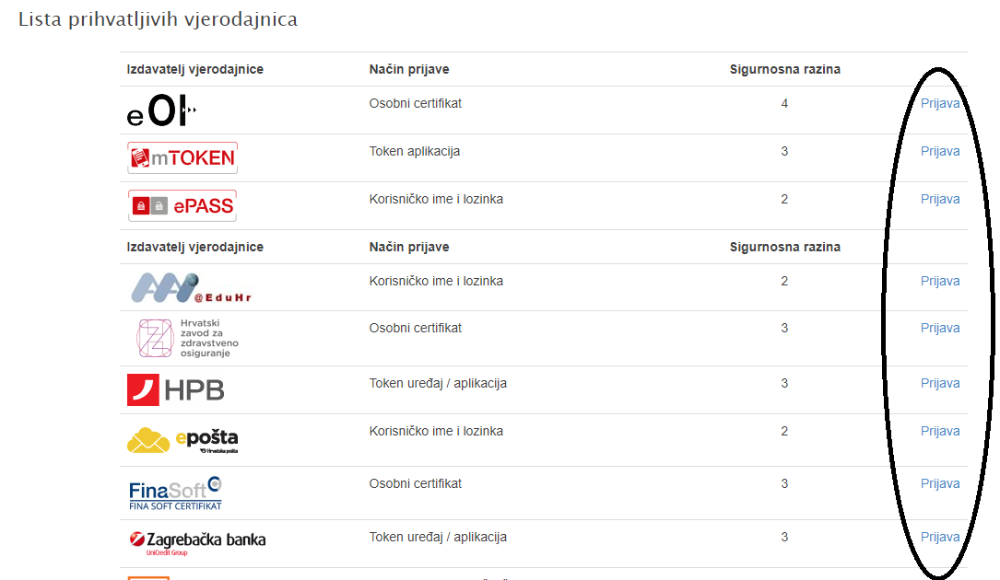 Lista prihvatljivih vjerodajnica
Izdavatelj vjerodajnice Način prijave Sigurnosna razina
eOI Osobni certifikat 4 Prijava
mTOKEN Token aplikacija 3 Prijava
ePASS Korisničko ime i lozinka 2 Prijava
Izdavatelj vjerodajnice Način prijave Sigurnosna razina
AAI@EduHr Korisničko ime i lozinka 2 Prijava
Hrvatski
zavod za
zdravstveno
osiguranje
Osobni certifikat 3 Prijava
HPB Token uređaj / aplikacija 3 Prijava
epošta
Hrvatska pošta
Korisničko ime i lozinka 2 Prijava
FinaSoft
FINA SOFT CERTIFIKAT
Osobni certifikat 3 Prijava
Zagrebačka banka
UniCredit Group
Token uređaj / aplikacija 3 Prijava